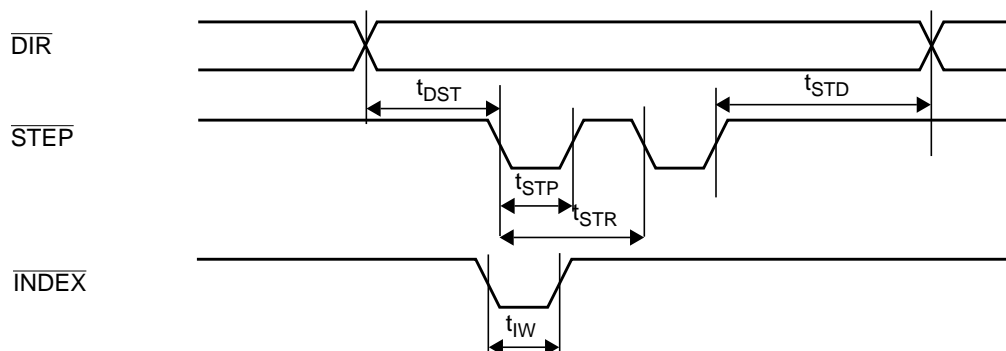 DIR
tDST
tSTD
STEP
tSTP
tSTR
INDEX
tIW